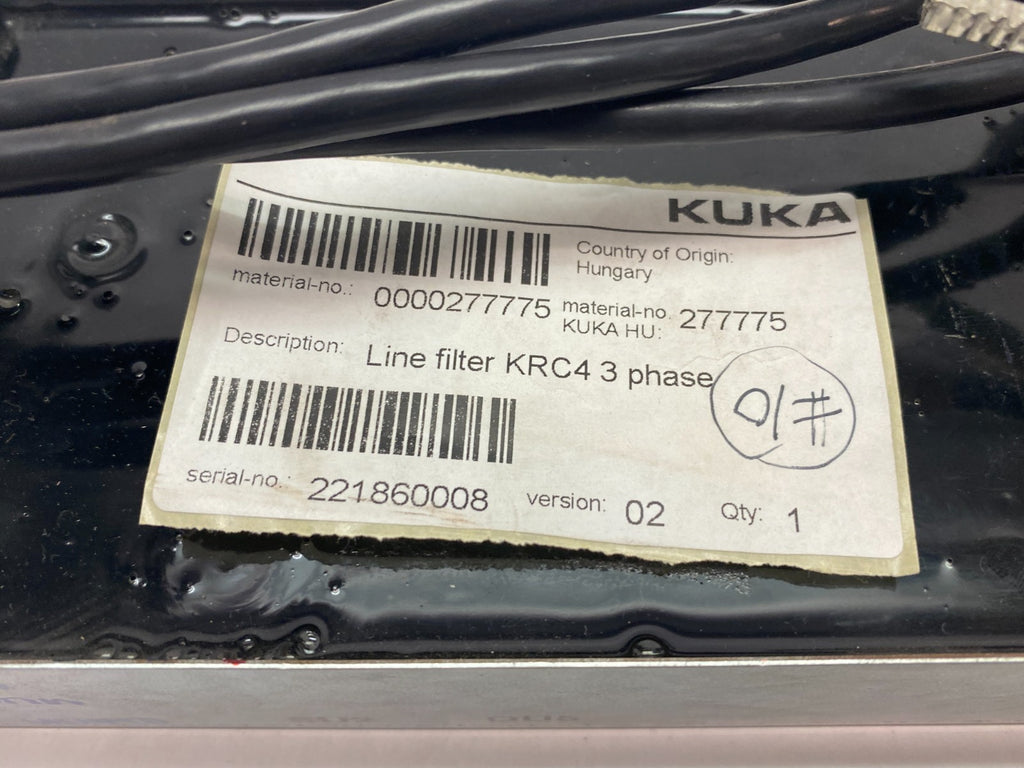 KUKA
Country of Origin:
Hungary
material-no.: 0000277775
material-no. KUKA HU: 277775
Description: Line filter KRC4 3 phase
01#
serial-no.: 221860008 version: 02 Qty: 1